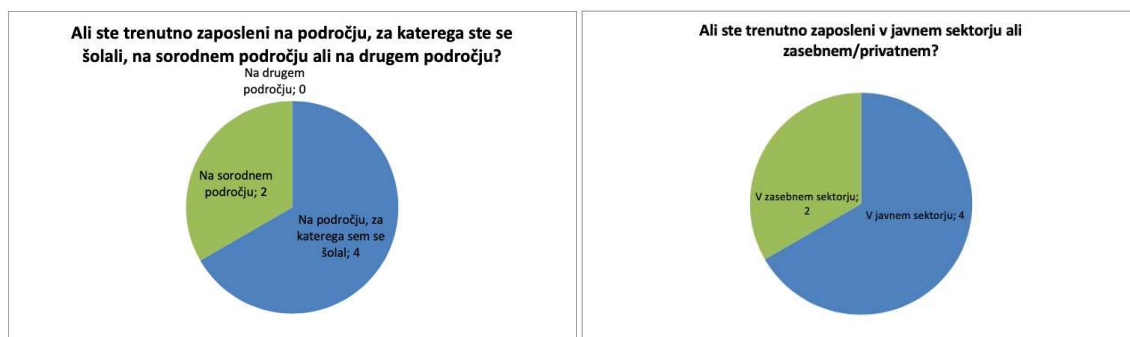 Ali ste trenutno zaposleni na področju, za katerega ste se
šolali, na sorodnem področju ali na drugem področju?
Na drugem
področju; 0
Na sorodnem
področju; 2
Na področju, za
katerega sem se
šolal; 4
Ali ste trenutno zaposleni v javnem sektorju ali
zasebnem/privatnem?
V zasebnem sektorju;
2
V javnem sektorju; 4